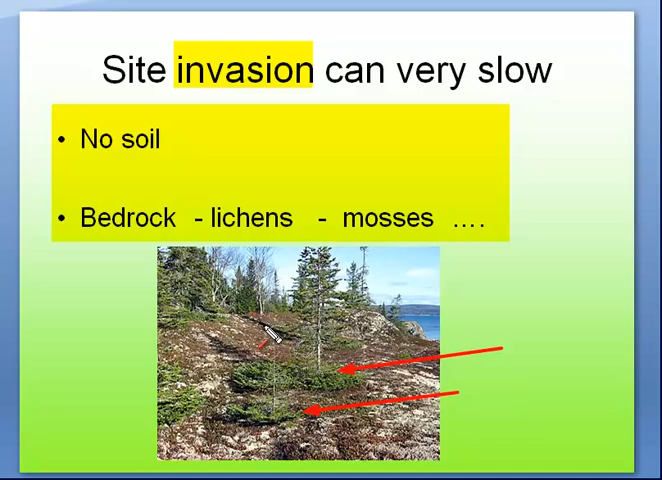 Site invasion can very slow
• No soil
• Bedrock - lichens - mosses ....